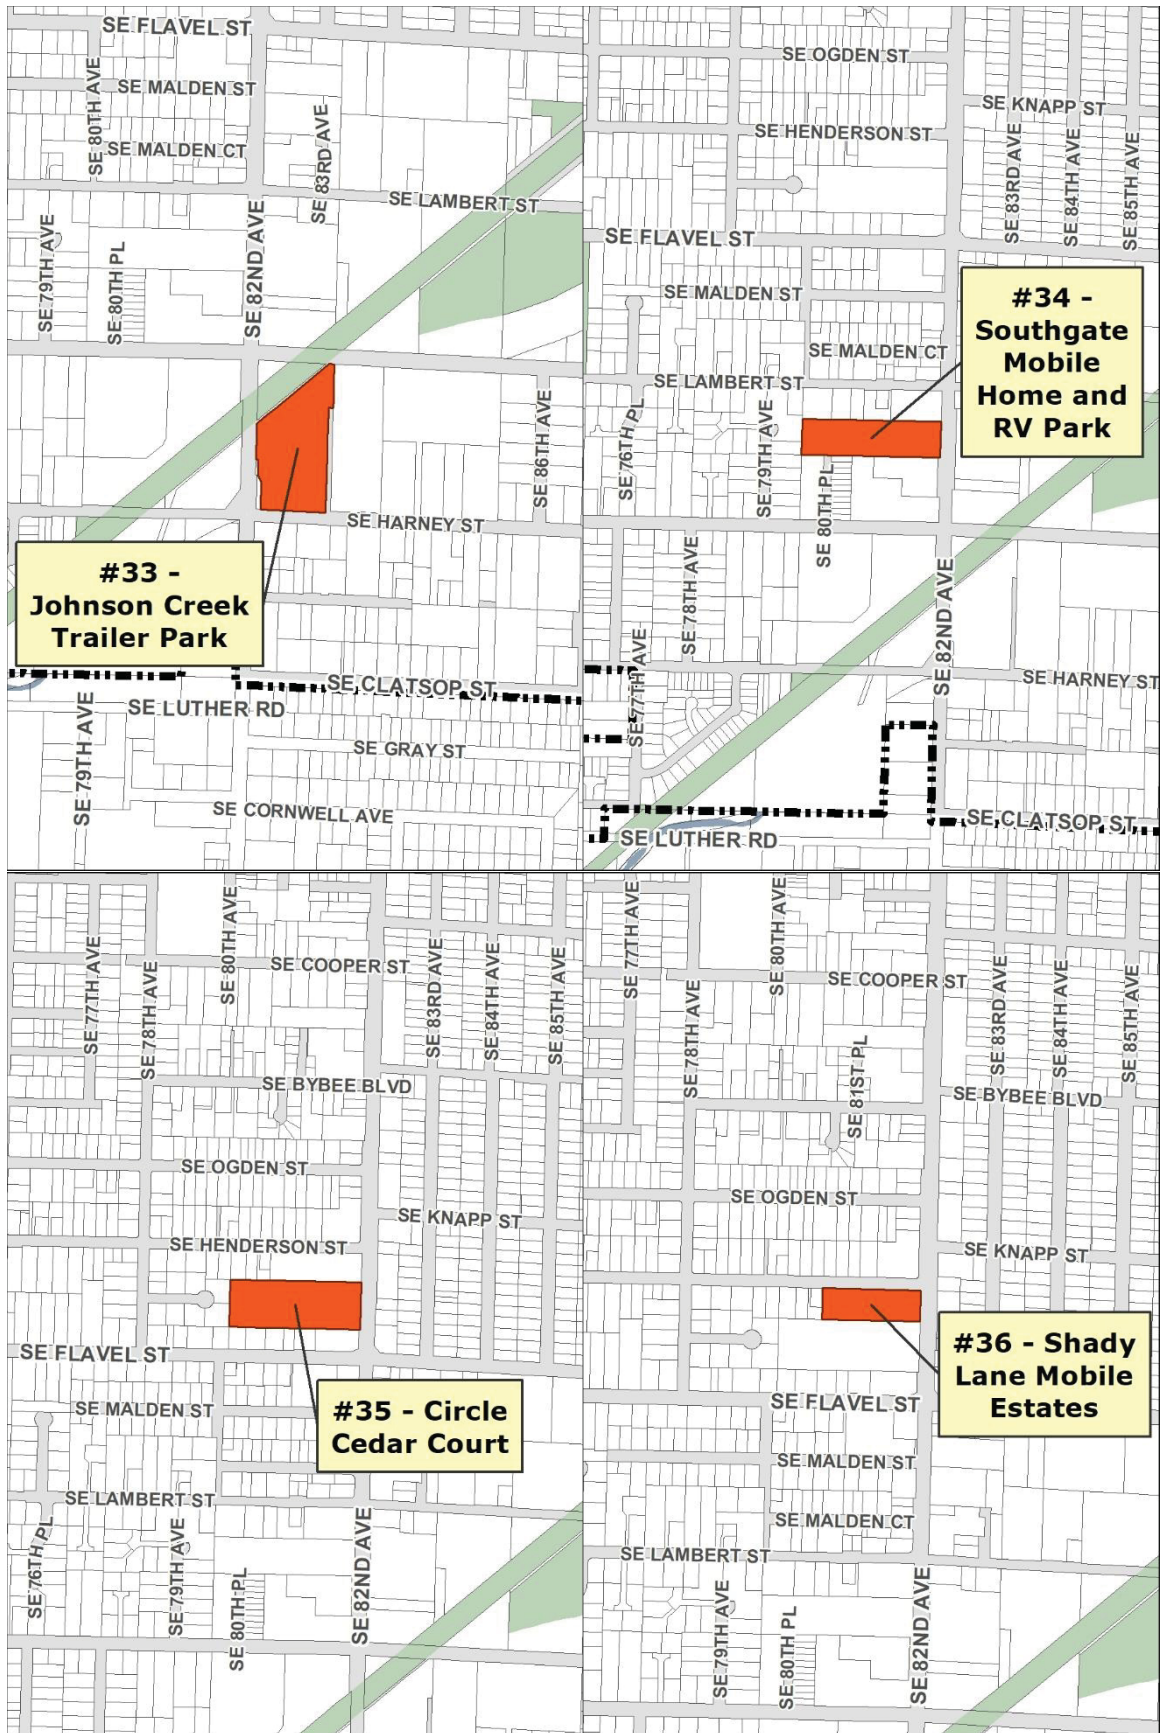 SE FLAVEL ST
SE 80TH AVE
SE MALDEN ST
SE MALDEN CT
SE 83RD AVE
SE LAMBERT ST
SE 79TH AVE
SE 80TH PL
SE 82ND AVE
SE 86TH AVE
SE HARNEY ST
#33 -
Johnson Creek
Trailer Park
SE CLATSOP ST
SE LUTHER RD
SE 79TH AVE
SE GRAY ST
SE CORNWELL AVE
SE OGDEN ST
SE KNAPP ST
SE HENDERSON ST
SE 83RD AVE
SE 84TH AVE
SE 85TH AVE
SE FLAVEL ST
SE MALDEN ST
#34 -
Southgate
Mobile
Home and
RV Park
SE MALDEN CT
SE LAMBERT ST
SE 76TH PL
SE 79TH AVE
SE 80TH PL
SE 78TH AVE
SE 82ND AVE
SE 77TH AVE
SE HARNEY ST
SE CLATSOP ST
SE LUTHER RD
SE 80TH AVE
SE 77TH AVE
SE 78TH AVE
SE COOPER ST
SE 83RD AVE
SE 84TH AVE
SE 85TH AVE
SE BYBEE BLVD
SE OGDEN ST
SE KNAPP ST
SE HENDERSON ST
SE FLAVEL ST
#35 - Circle
Cedar Court
SE MALDEN ST
SE LAMBERT ST
SE 76TH PL
SE 79TH AVE
SE 80TH PL
SE 82ND AVE
SE 77TH AVE
SE 80TH AVE
SE COOPER ST
SE 78TH AVE
SE 81ST PL
SE 83RD AVE
SE 84TH AVE
SE 85TH AVE
SE BYBEE BLVD
SE OGDEN ST
SE KNAPP ST
#36 - Shady
Lane Mobile
Estates
SE FLAVEL ST
SE MALDEN ST
SE MALDEN CT
SE LAMBERT ST
SE 79TH AVE
SE 80TH PL
SE 82ND AVE